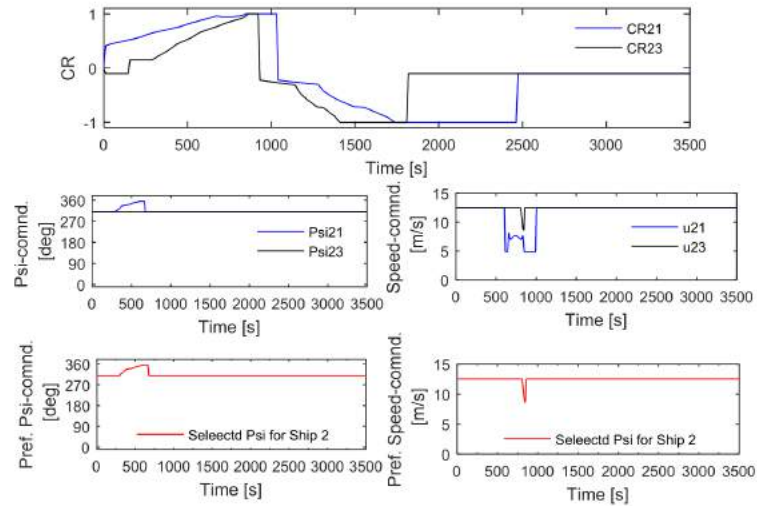 1
0
-1
CR
CR21
CR23
0 500 1000 1500 2000 2500 3000 3500
Time [s]
360
270
180
90
0
Psi-comnd.
[deg]
Psi21
Psi23
0 500 1000 1500 2000 2500 3000 3500
Time [s]
15
10
5
0
Speed-comnd.
[m/s]
u21
u23
0 500 1000 1500 2000 2500 3000 3500
Time [s]
360
270
180
90
0
Pref. Psi-comnd.
[deg]
Seleectd Psi for Ship 2
0 500 1000 1500 2000 2500 3000 3500
Time [s]
15
10
5
0
Pref. Speed-comnd.
[m/s]
Seleectd Psi for Ship 2
0 500 1000 1500 2000 2500 3000 3500
Time [s]